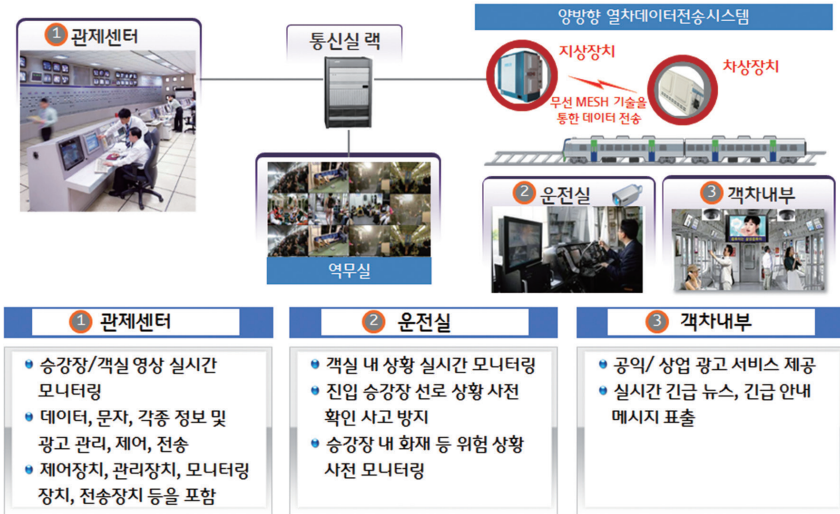 ① 관제센터
통신실 랙
양방향 열차데이터전송시스템
지상장치
차상장치
무선 MESH 기술을
통한 데이터 전송
역무실
② 운전실
③ 객차내부
① 관제센터
승강장/객실 영상 실시간
모니터링
데이터, 문자, 각종 정보 및
광고 관리, 제어, 전송
제어장치, 관리장치, 모니터링
장치, 전송장치 등을 포함
② 운전실
객실 내 상황 실시간 모니터링
진입 승강장 선로 상황 사전
확인 사고 방지
승강장 내 화재 등 위험 상황
사전 모니터링
③ 객차내부
공익/ 상업 광고 서비스 제공
실시간 긴급 뉴스, 긴급 안내
메시지 표출